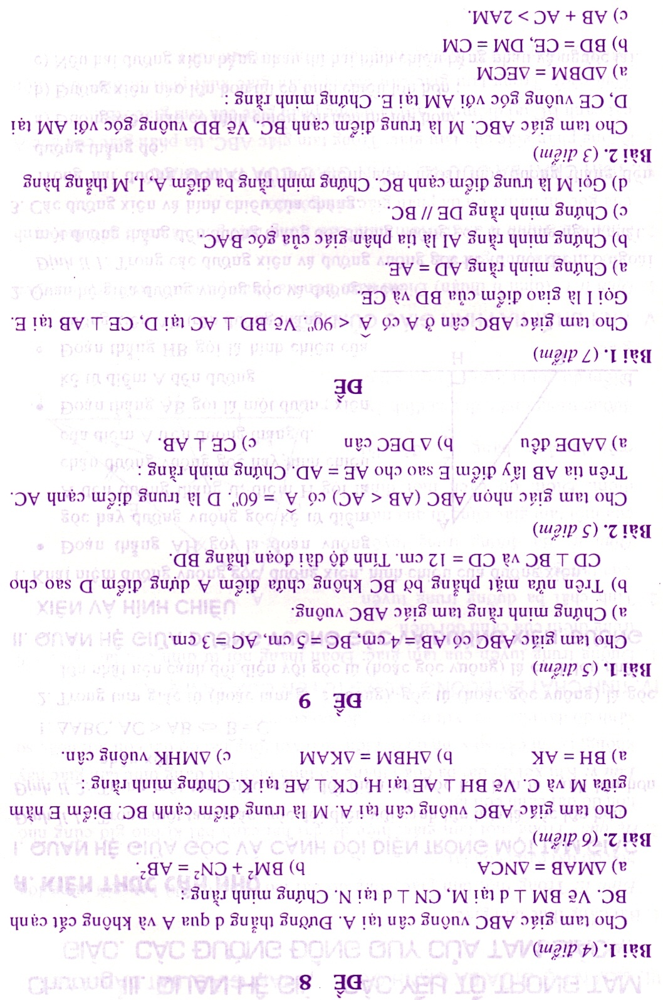 ĐỀ 8
Bài 1. (4 điểm)
Cho tam giác ABC vuông cân tại A. Đường thẳng d qua A và không cắt cạnh
BC. Vẽ BM ⊥ d tại M, CN ⊥ d tại N. Chứng minh rằng :
a) ΔMAB = ΔNCA b) BM² + CN² = AB².
Bài 2. (6 điểm)
Cho tam giác ABC vuông cân tại A. M là trung điểm cạnh BC. Điểm E nằm
giữa M và C. Vẽ BH ⊥ AE tại H, CK ⊥ AE tại K. Chứng minh rằng :
a) BH = AK b) ΔHBM = ΔKAM c) ΔMHK vuông cân.
ĐỀ 9
Bài 1. (5 điểm)
Cho tam giác ABC có AB = 4 cm, BC = 5 cm, AC = 3 cm.
a) Chứng minh rằng tam giác ABC vuông.
b) Trên nửa mặt phẳng bờ BC không chứa điểm A dựng điểm D sao cho
CD ⊥ BC và CD = 12 cm. Tính độ dài đoạn thẳng BD.
Bài 2. (5 điểm)
Cho tam giác nhọn ABC (AB < AC) có Â = 60°. D là trung điểm cạnh AC.
Trên tia AB lấy điểm E sao cho AE = AD. Chứng minh rằng :
a) ΔADE đều b) Δ DEC cân c) CE ⊥ AB.
ĐỀ
Bài 1. (7 điểm)
Cho tam giác ABC cân ở A có Â < 90°. Vẽ BD ⊥ AC tại D, CE ⊥ AB tại E.
Gọi I là giao điểm của BD và CE.
a) Chứng minh rằng AD = AE.
b) Chứng minh rằng AI là tia phân giác của góc BAC.
c) Chứng minh rằng DE // BC.
d) Gọi M là trung điểm cạnh BC. Chứng minh rằng ba điểm A, I, M thẳng hàng
Bài 2. (3 điểm)
Cho tam giác ABC. M là trung điểm cạnh BC. Vẽ BD vuông góc với AM tại
D, CE vuông góc với AM tại E. Chứng minh rằng :
a) ΔDBM = ΔECM
b) BD = CE, DM = CM
c) AB + AC > 2AM.